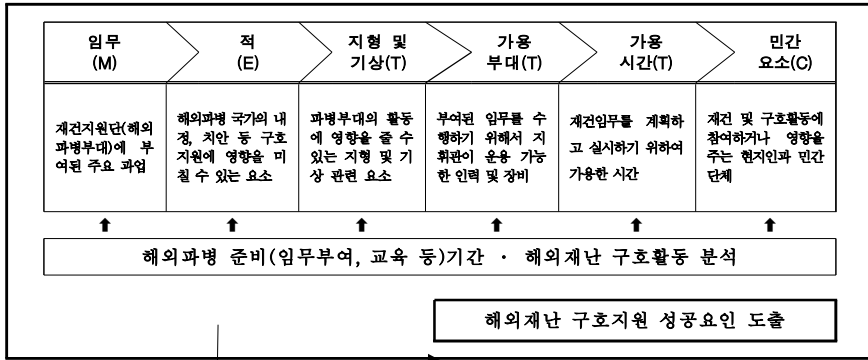 임무
(M)
적
(E)
지형 및
기상(T)
가용
부대(T)
가용
시간(T)
민간
요소(C)
재건지원단(해외
파병부대)에 부
여된 주요 과업
해외파병 국가의 내
정, 치안 등 구호
지원에 영향을 미
칠 수 있는 요소
파병부대의 활동
에 영향을 줄 수
있는 지형 및 기
상 관련 요소
부여된 임무를 수
행하기 위해서 지
휘관이 운용 가능
한 인력 및 장비
재건임무를 계획하
고 실시하기 위하여
가용한 시간
재건 및 구호활동에
참여하거나 영향을
주는 현지인과 민간
단체
해외파병 준비(임무부여, 교육 등)기간 · 해외재난 구호활동 분석
해외재난 구호지원 성공요인 도출